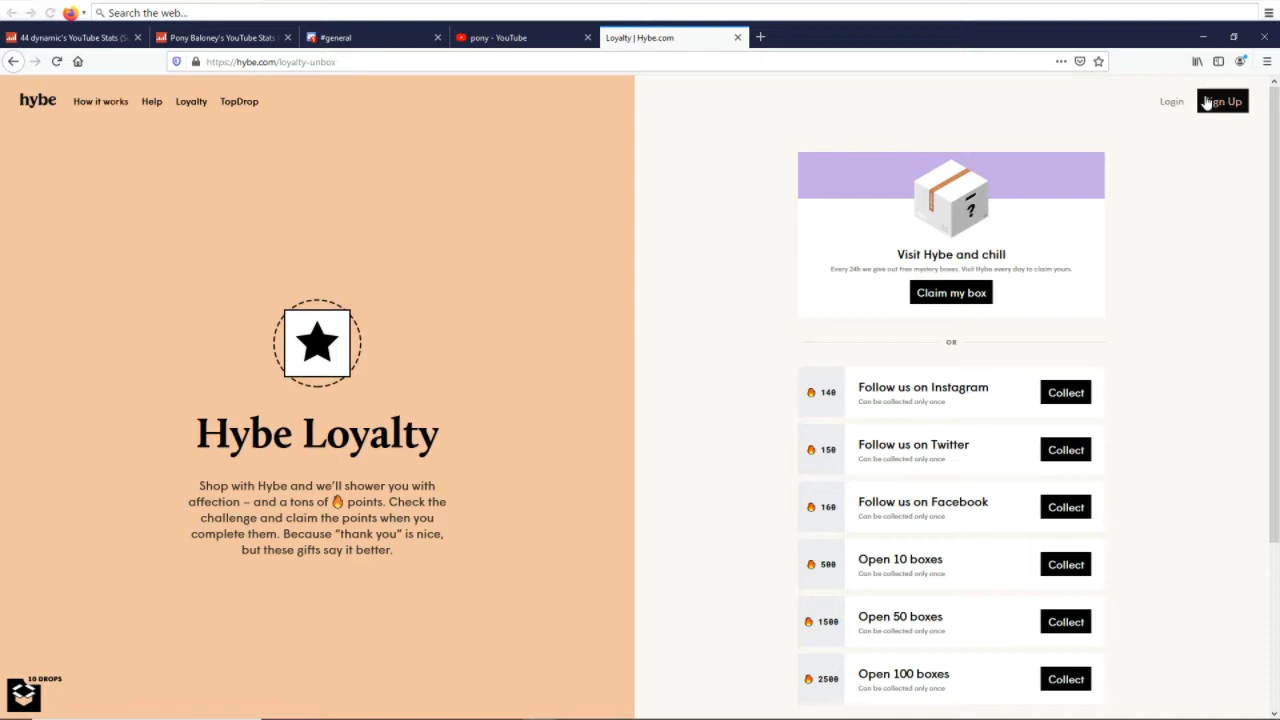 Search the web...
44 dynamic's YouTube Stats (S
Pony Baloney's YouTube Stats
#general
pony - YouTube
Loyalty | Hybe.com
https://hybe.com/loyalty-unbox
hybe
How it works
Help
Loyalty
TopDrop
Login
Sign Up
?
Visit Hybe and chill
Every 24h we give out free mystery boxes. Visit Hybe every day to claim yours.
Claim my box
OR
Hybe Loyalty
Shop with Hybe and we'll shower you with
affection – and a tons of 🔥 points. Check the
challenge and claim the points when you
complete them. Because "thank you" is nice,
but these gifts say it better.
🔥 140
Follow us on Instagram
Can be collected only once
Collect
🔥 150
Follow us on Twitter
Can be collected only once
Collect
🔥 160
Follow us on Facebook
Can be collected only once
Collect
🔥 500
Open 10 boxes
Can be collected only once
Collect
🔥 1500
Open 50 boxes
Can be collected only once
Collect
🔥 2500
Open 100 boxes
Can be collected only once
Collect
10 DROPS